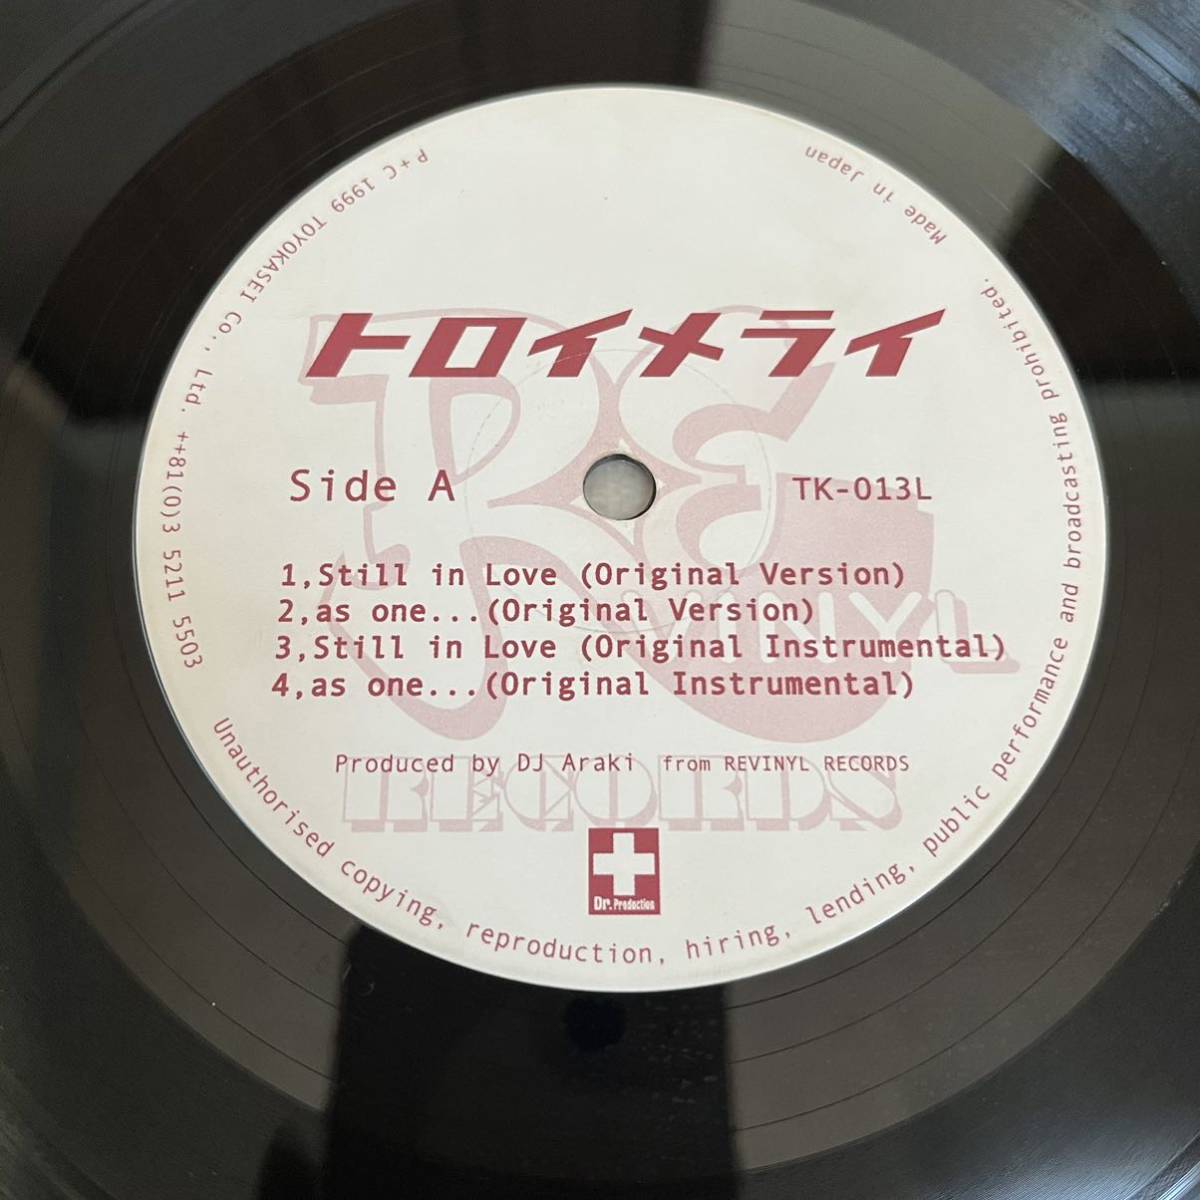 トロイメライ
Side A
TK-013L
1,Still in Love (Original Version)
2,as one...(Original Version)
3,Still in Love (Original Instrumental)
4,as one...(Original Instrumental)
Produced by DJ Araki from REVINYL RECORDS
RE
VINYL
RECORDS
Dr. Production
P+C 1999 TOYOKASEI Co., Ltd. ++81(0)3 5211 5503
Unauthorised copying, reproduction, hiring, lending, public performance and broadcasting prohibited.
Made in Japan